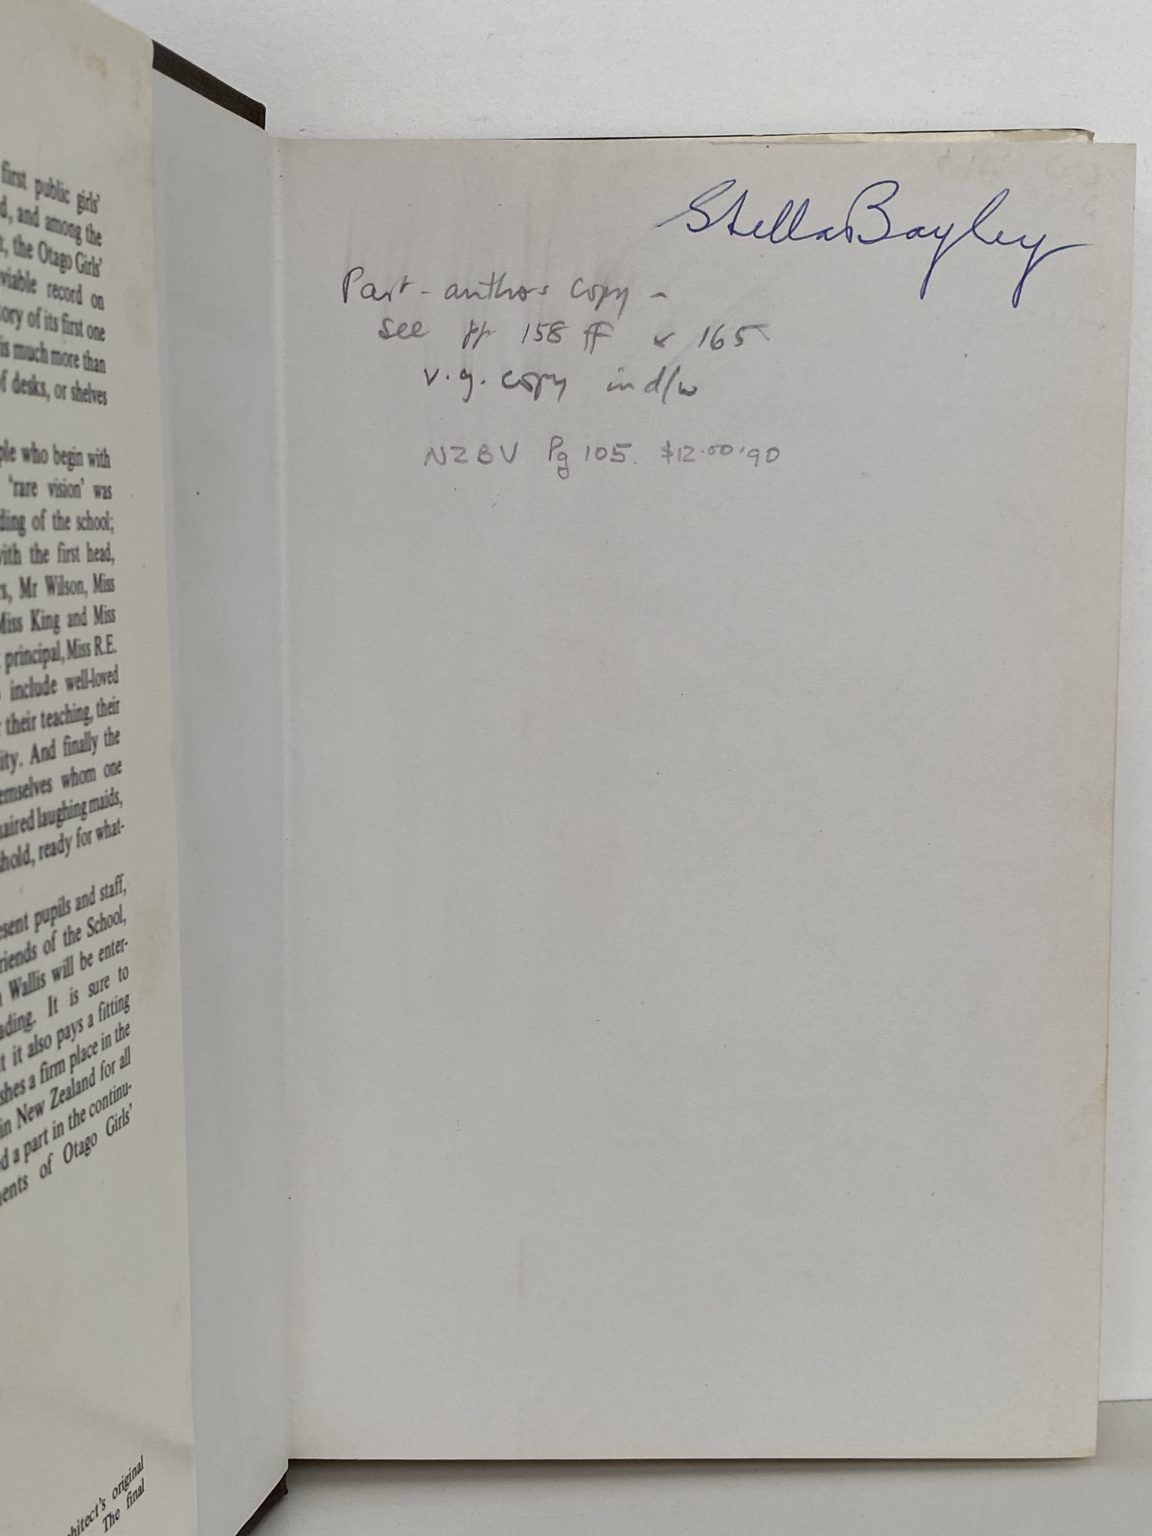 first public girls'
d, and among the
t, the Otago Girls'
viable record on
ory of its first one
is much more than
f desks, or shelves
ple who begin with
'rare vision' was
ding of the school;
vith the first head,
s, Mr Wilson, Miss
Miss King and Miss
principal, Miss R.E.
include well-loved
their teaching, their
ity. And finally the
emselves whom one
haired laughing maids,
shold, ready for what-
esent pupils and staff,
riends of the School,
n Wallis will be enter-
ading. It is sure to
t it also pays a fitting
shes a firm place in the
in New Zealand for all
d a part in the continu-
ents of Otago Girls'
hitect's original
The final
Stella Bayley
Part-authors copy -
see pp 158 ff & 165
v.g. copy in d/w
NZBV Pg 105. $12.00 '90